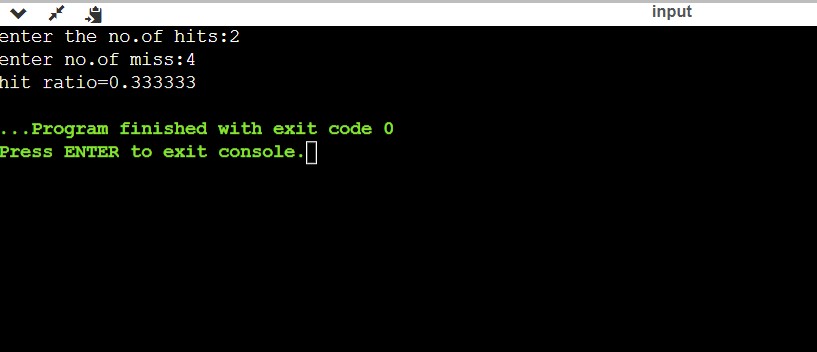 input
enter the no.of hits:2
enter no.of miss:4
hit ratio=0.333333
...Program finished with exit code 0
Press ENTER to exit console.